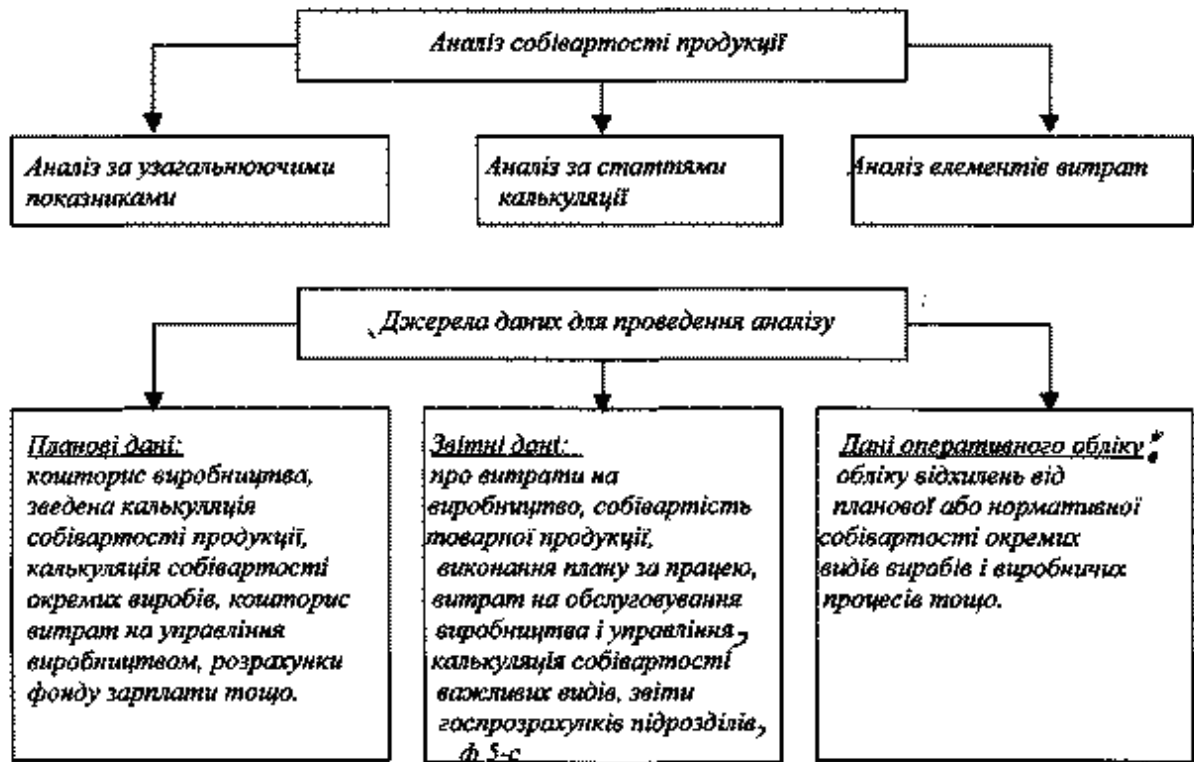 Аналіз собівартості продукції
Аналіз за узагальнюючими
показниками
Аналіз за статтями
калькуляції
Аналіз елементів витрат
Джерела даних для проведення аналізу
Планові дані:
кошторис виробництва,
зведена калькуляція
собівартості продукції,
калькуляція собівартості
окремих виробів, кошторис
витрат на управління
виробництвом, розрахунки
фонду зарплати тощо.
Звітні дані:
про витрати на
виробництво, собівартість
товарної продукції,
виконання плану за працею,
витрат на обслуговування
виробництва і управління,
калькуляція собівартості
важливих видів, звіти
госпрозрахунків підрозділів,
ф 5-с
Дані оперативного обліку:
обліку відхилень від
планової або нормативної
собівартості окремих
видів виробів і виробничих
процесів тощо.